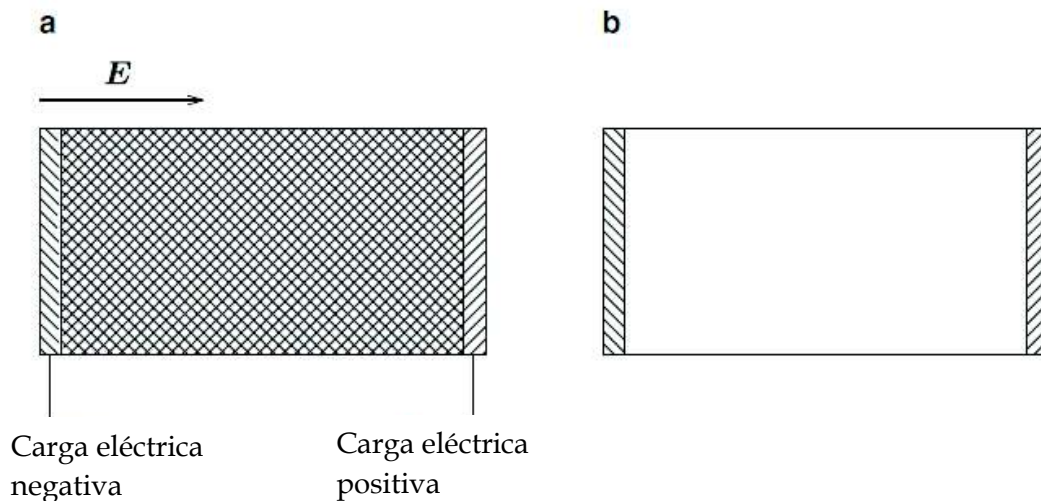 a
b
E
Carga eléctrica
negativa
Carga eléctrica
positiva